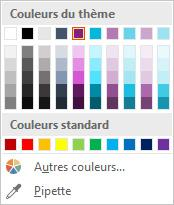 Couleurs du thème
Couleurs standard
Autres couleurs...
Pipette